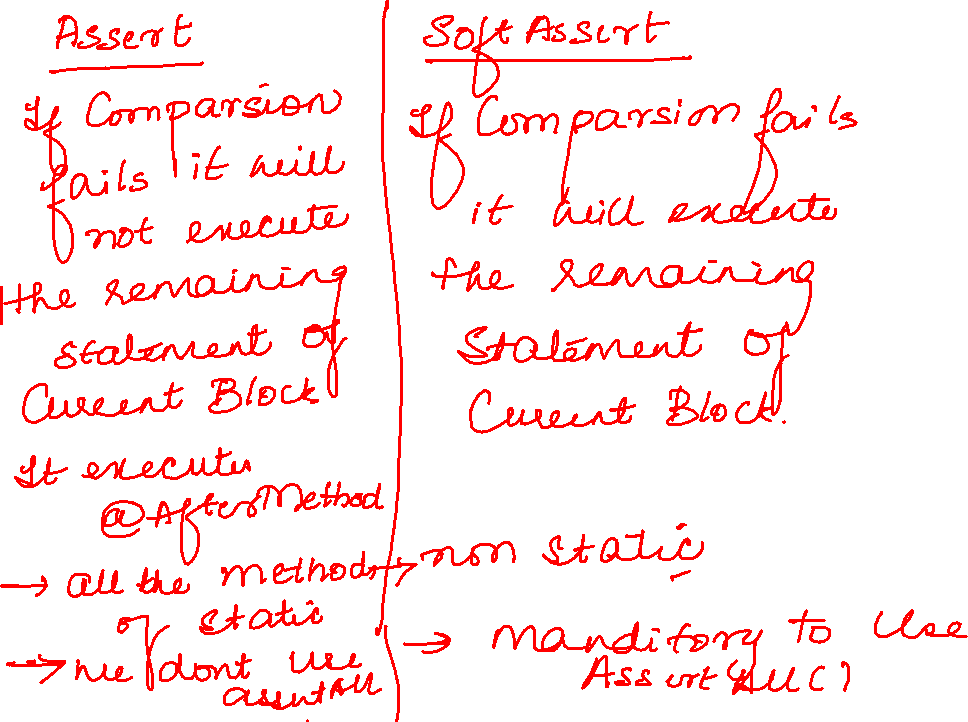 Assert
If Comparsion
fails it will
not execute
the remaining
statement of
Current Block
It executes
@AfterMethod
→ all the methods
of static
→ we dont use
assertAll
Soft Assert
If Comparsion fails
it will execute
the remaining
Statement of
Current Block.
→ non static
→ manditory to Use
AssertAll()